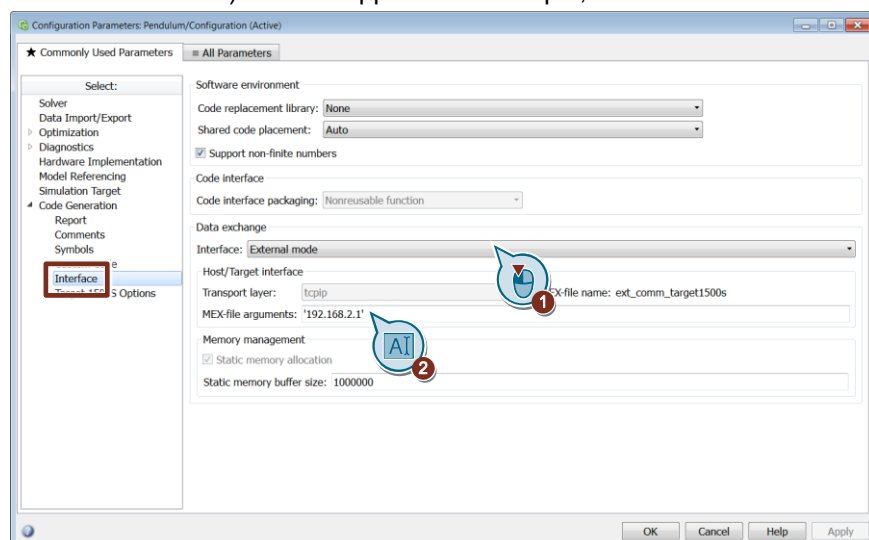 Configuration Parameters: Pendulum/Configuration (Active)
★ Commonly Used Parameters
≡ All Parameters
Select:
Solver
Data Import/Export
Optimization
Diagnostics
Hardware Implementation
Model Referencing
Simulation Target
Code Generation
Report
Comments
Symbols
Interface
S Options
Software environment
Code replacement library: None
Shared code placement: Auto
Support non-finite numbers
Code interface
Code interface packaging: Nonreusable function
Data exchange
Interface: External mode
Host/Target interface
Transport layer: tcpip
EX-file name: ext_comm_target1500s
1
MEX-file arguments: '192.168.2.1'
AI
2
Memory management
Static memory allocation
Static memory buffer size: 1000000
OK Cancel Help Apply